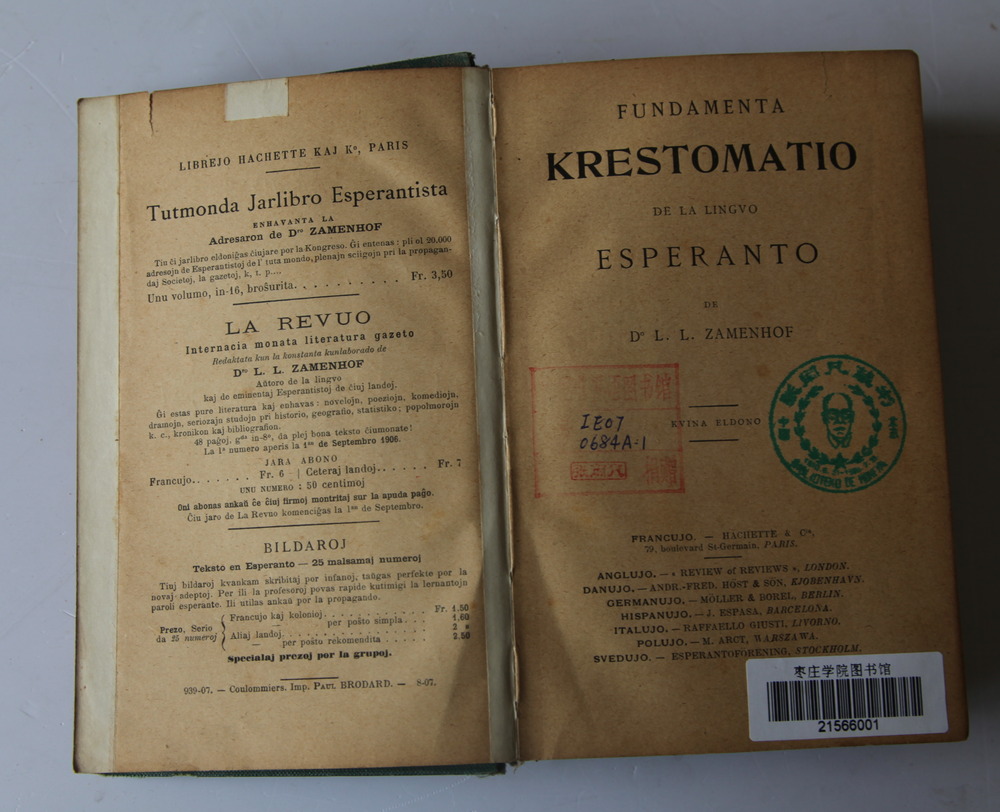 LIBREJO HACHETTE KAJ Kº, PARIS
Tutmonda Jarlibro Esperantista
ENHAVANTA LA
Adresaron de Dʳᵒ ZAMENHOF
Tiu ĉi jarlibro eldoniĝas ĉiujare por la Kongreso. Ĝi entenas : pli ol 20.000
adresojn de Esperantistoj de l' tuta mondo, plenajn sciigojn pri la propagan-
daj Societoj, la gazetoj, k. t. p....
Unu volumo, in-16, broŝurita. . . . . . . . . . Fr. 3,50
LA REVUO
Internacia monata literatura gazeto
Redaktata kun la konstanta kunlaborado de
Dʳᵒ L. L. ZAMENHOF
Aŭtoro de la lingvo
kaj de eminentaj Esperantistoj de ĉiuj landoj.
Ĝi estas pure literatura kaj enhavas : novelojn, poeziojn, komediojn,
dramojn, seriozajn studojn pri historio, geografio, statistiko; popolmorojn
k. c., kronikon kaj bibliografion.
48 paĝoj, gᵈᵃ in-8º, da plej bona teksto ĉiumonate!
La 1ª numero aperis la 1ᵃⁿ de Septembro 1906.
JARA ABONO
Francujo. . . . . . Fr. 6 | Ceteraj landoj. . . . . . Fr. 7
UNU NUMERO : 50 centimoj
Oni abonas ankaŭ ĉe ĉiuj firmoj montritaj sur la apuda paĝo.
Ĉiu jaro de La Revuo komenciĝas la 1ᵃⁿ de Septembro.
BILDAROJ
Teksto en Esperanto — 25 malsamaj numeroj
Tiuj bildaroj kvankam skribitaj por infanoj, taŭgas perfekte por la
novaj adeptoj. Per ili la profesoroj povas rapide kutimigi la lernantojn
paroli esperante. Ili utilas ankaŭ por la propagando.
Prezo, Serio da 25 numeroj
Francujo kaj kolonioj. . . . . . Fr. 1.50
— per poŝto simpla . . . 1.60
Aliaj landoj. . . . . . . . . . 2 »
— per poŝto rekomendita . . . . . 2.50
Specialaj prezoj por la grupoj.
939-07. — Coulommiers. Imp. PAUL BRODARD. — 8-07.
FUNDAMENTA
KRESTOMATIO
DE LA LINGVO
ESPERANTO
DE
Dº L. L. ZAMENHOF
图书馆
IE07
0684A-1
KVINA ELDONO
FRANCUJO. — HACHETTE & Cⁱᵉ,
79, boulevard St-Germain, PARIS.
ANGLUJO. — « REVIEW of REVIEWS », LONDON.
DANUJO. — ANDR.-FRED. HÖST & SÖN, KJOBENHAVN.
GERMANUJO. — MÖLLER & BOREL, BERLIN.
HISPANUJO. — J. ESPASA, BARCELONA.
ITALUJO. — RAFFAELLO GIUSTI, LIVORNO.
POLUJO. — M. ARCT, WARSZAWA.
SVEDUJO. — ESPERANTOFORENING, STOCKHOLM.
枣庄学院图书馆
21566001